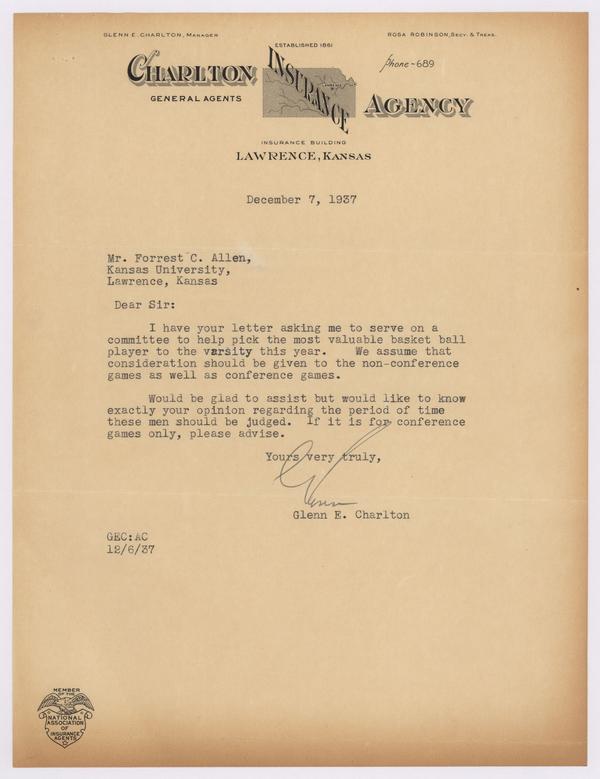 GLENN E. CHARLTON, MANAGER
ROSA ROBINSON, SECY. & TREAS.
ESTABLISHED 1861
Phone-689
CHARLTON INSURANCE AGENCY
GENERAL AGENTS
INSURANCE BUILDING
LAWRENCE, KANSAS
December 7, 1937
Mr. Forrest C. Allen,
Kansas University,
Lawrence, Kansas
Dear Sir:
I have your letter asking me to serve on a
committee to help pick the most valuable basket ball
player to the varsity this year. We assume that
consideration should be given to the non-conference
games as well as conference games.
Would be glad to assist but would like to know
exactly your opinion regarding the period of time
these men should be judged. If it is for conference
games only, please advise.
Yours very truly,
Glenn
Glenn E. Charlton
GEC:AC
12/6/37
MEMBER
OF THE
NATIONAL
ASSOCIATION
OF
INSURANCE
AGENTS